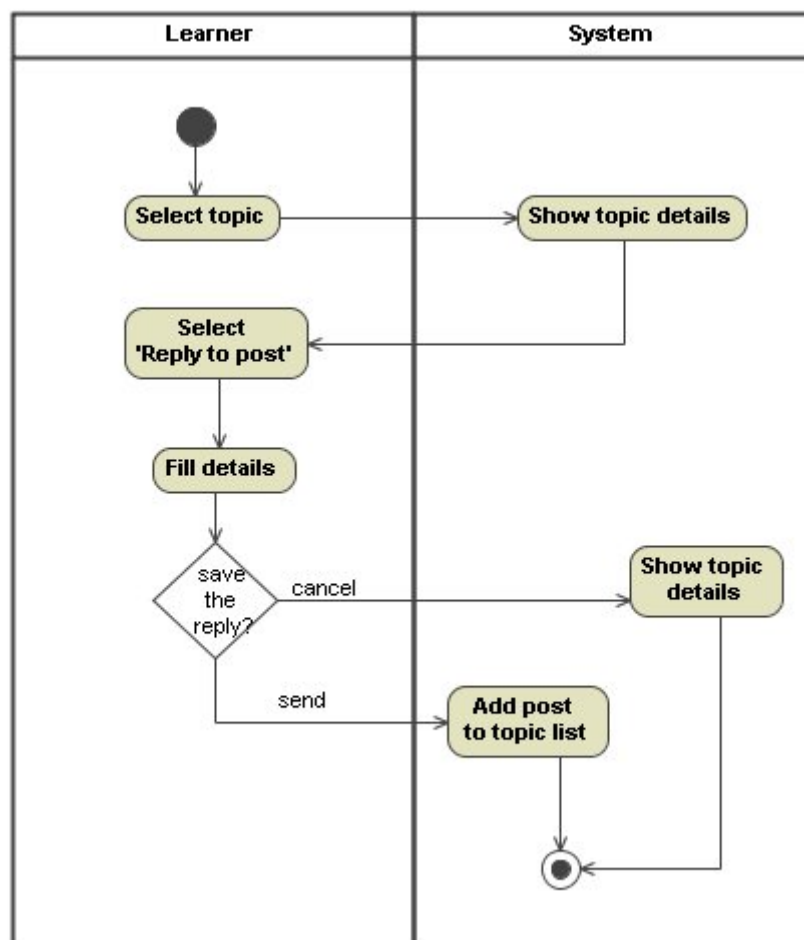 Learner
System
Select topic
Show topic details
Select
'Reply to post'
Fill details
save
the
reply?
cancel
Show topic
details
send
Add post
to topic list